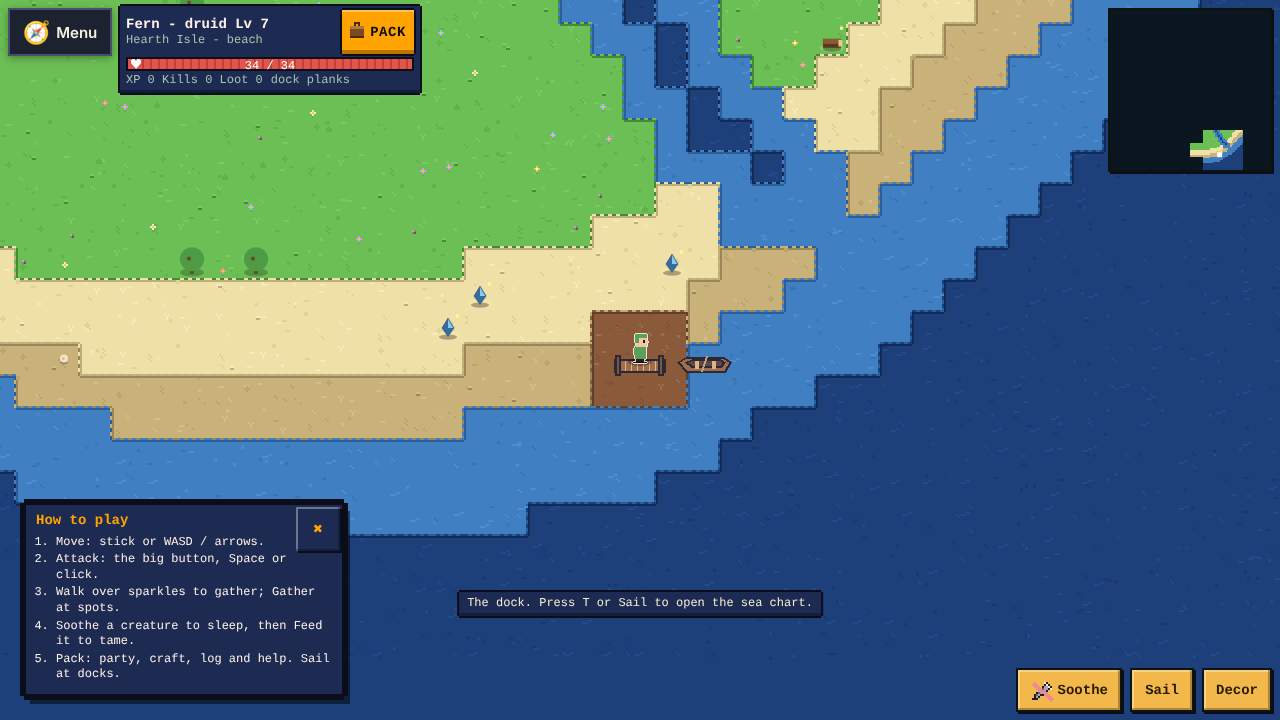 Menu
Fern - druid Lv 7
Hearth Isle - beach
PACK
34 / 34
XP 0 Kills 0 Loot 0 dock planks
How to play
1. Move: stick or WASD / arrows.
2. Attack: the big button, Space or
click.
3. Walk over sparkles to gather; Gather
at spots.
4. Soothe a creature to sleep, then Feed
it to tame.
5. Pack: party, craft, log and help. Sail
at docks.
The dock. Press T or Sail to open the sea chart.
Soothe
Sail
Decor